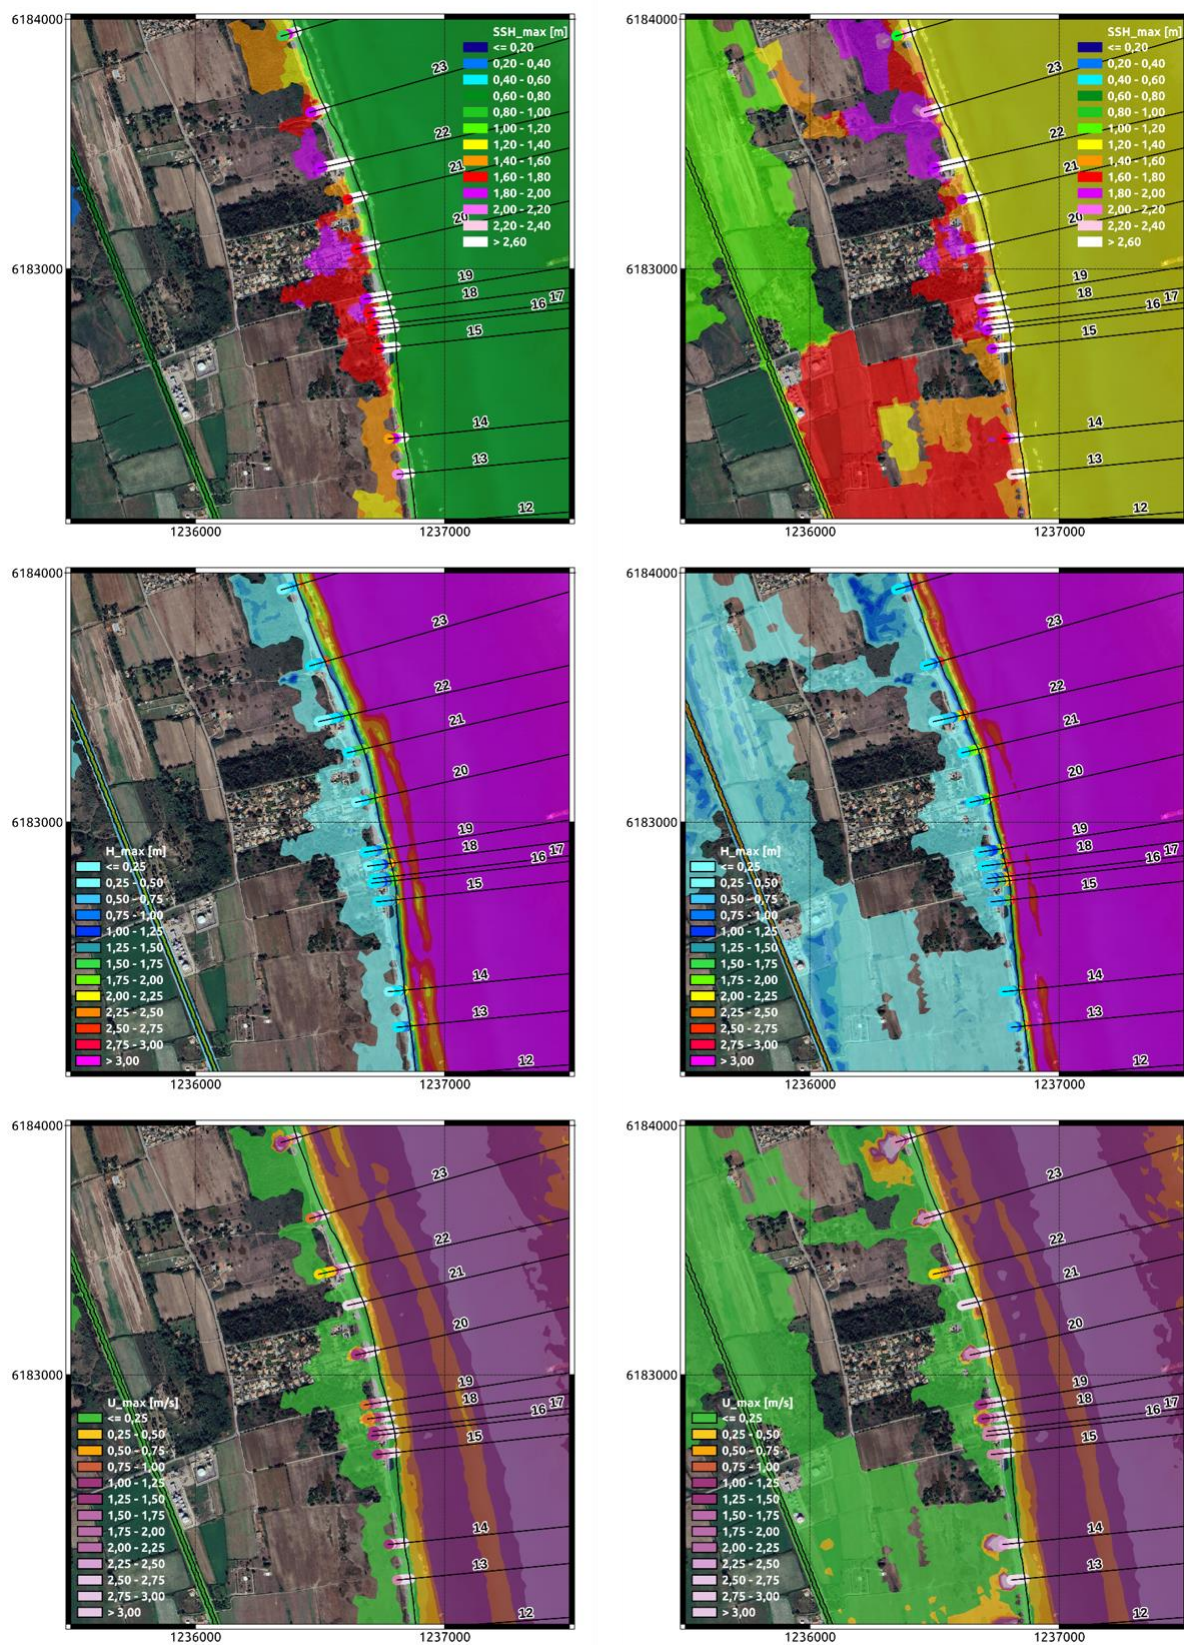 6184000
SSH_max [m]
<= 0,20
0,20 - 0,40
0,40 - 0,60
0,60 - 0,80
0,80 - 1,00
1,00 - 1,20
1,20 - 1,40
1,40 - 1,60
1,60 - 1,80
1,80 - 2,00
2,00 - 2,20
2,20 - 2,40
> 2,60
23
22
21
20
6183000
19
18
16 17
15
14
13
12
1236000 1237000
6184000
SSH_max [m]
<= 0,20
0,20 - 0,40
0,40 - 0,60
0,60 - 0,80
0,80 - 1,00
1,00 - 1,20
1,20 - 1,40
1,40 - 1,60
1,60 - 1,80
1,80 - 2,00
2,00 - 2,20
2,20 - 2,40
> 2,60
23
22
21
20
6183000
19
18
16 17
15
14
13
12
1236000 1237000
6184000
23
22
21
20
6183000
19
18
16 17
15
14
13
12
H_max [m]
<= 0,25
0,25 - 0,50
0,50 - 0,75
0,75 - 1,00
1,00 - 1,25
1,25 - 1,50
1,50 - 1,75
1,75 - 2,00
2,00 - 2,25
2,25 - 2,50
2,50 - 2,75
2,75 - 3,00
> 3,00
1236000 1237000
6184000
23
22
21
20
6183000
19
18
16 17
15
14
13
12
H_max [m]
<= 0,25
0,25 - 0,50
0,50 - 0,75
0,75 - 1,00
1,00 - 1,25
1,25 - 1,50
1,50 - 1,75
1,75 - 2,00
2,00 - 2,25
2,25 - 2,50
2,50 - 2,75
2,75 - 3,00
> 3,00
1236000 1237000
6184000
23
22
21
20
6183000
19
18
16 17
15
14
13
12
U_max [m/s]
<= 0,25
0,25 - 0,50
0,50 - 0,75
0,75 - 1,00
1,00 - 1,25
1,25 - 1,50
1,50 - 1,75
1,75 - 2,00
2,00 - 2,25
2,25 - 2,50
2,50 - 2,75
2,75 - 3,00
> 3,00
1236000 1237000
6184000
23
22
21
20
6183000
19
18
16 17
15
14
13
12
U_max [m/s]
<= 0,25
0,25 - 0,50
0,50 - 0,75
0,75 - 1,00
1,00 - 1,25
1,25 - 1,50
1,50 - 1,75
1,75 - 2,00
2,00 - 2,25
2,25 - 2,50
2,50 - 2,75
2,75 - 3,00
> 3,00
1236000 1237000